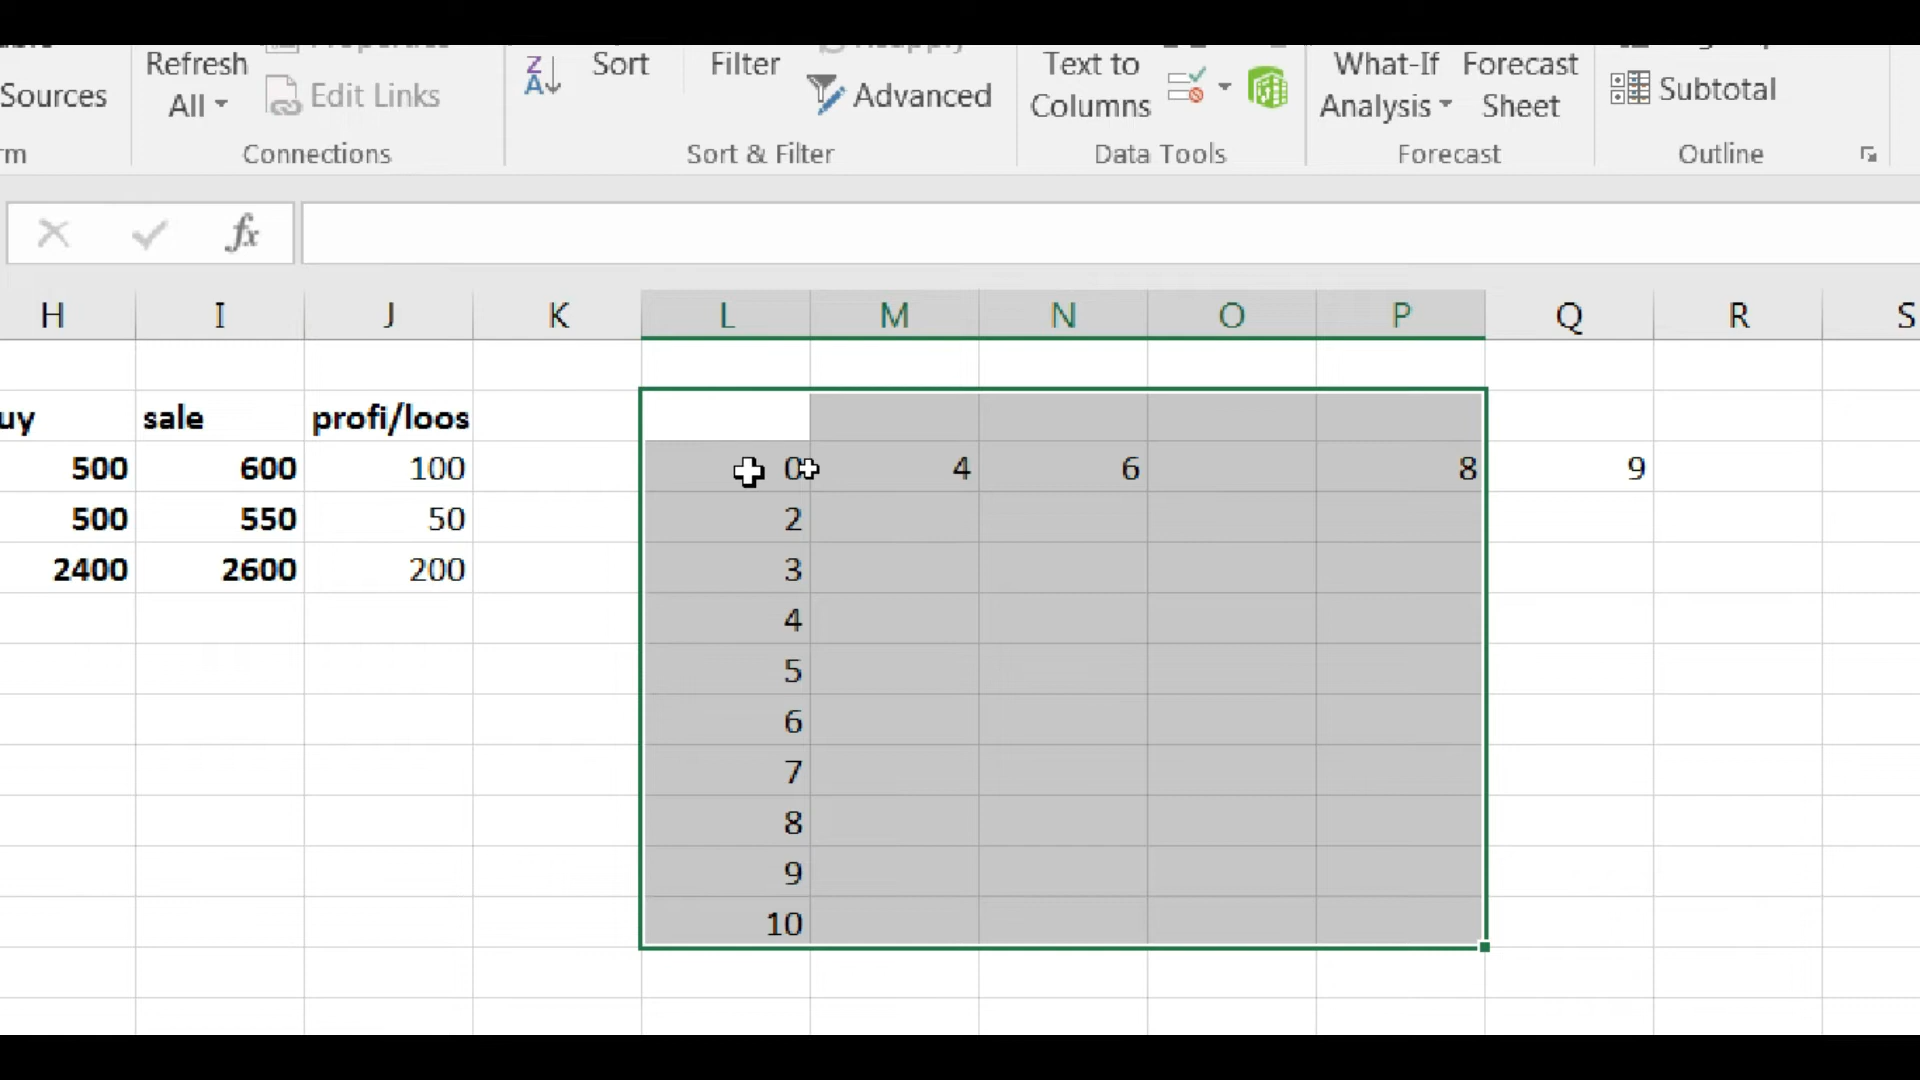 Refresh All
Sources
Edit Links
Connections
rm
Z
A
Sort
Filter
Advanced
Sort & Filter
Text to Columns
Data Tools
What-If Analysis
Forecast Sheet
Forecast
Subtotal
Outline
fx
H I J K L M N O P Q R S
uy sale profi/loos
500 600 100 0 4 6 8 9
500 550 50 2
2400 2600 200 3
4
5
6
7
8
9
10